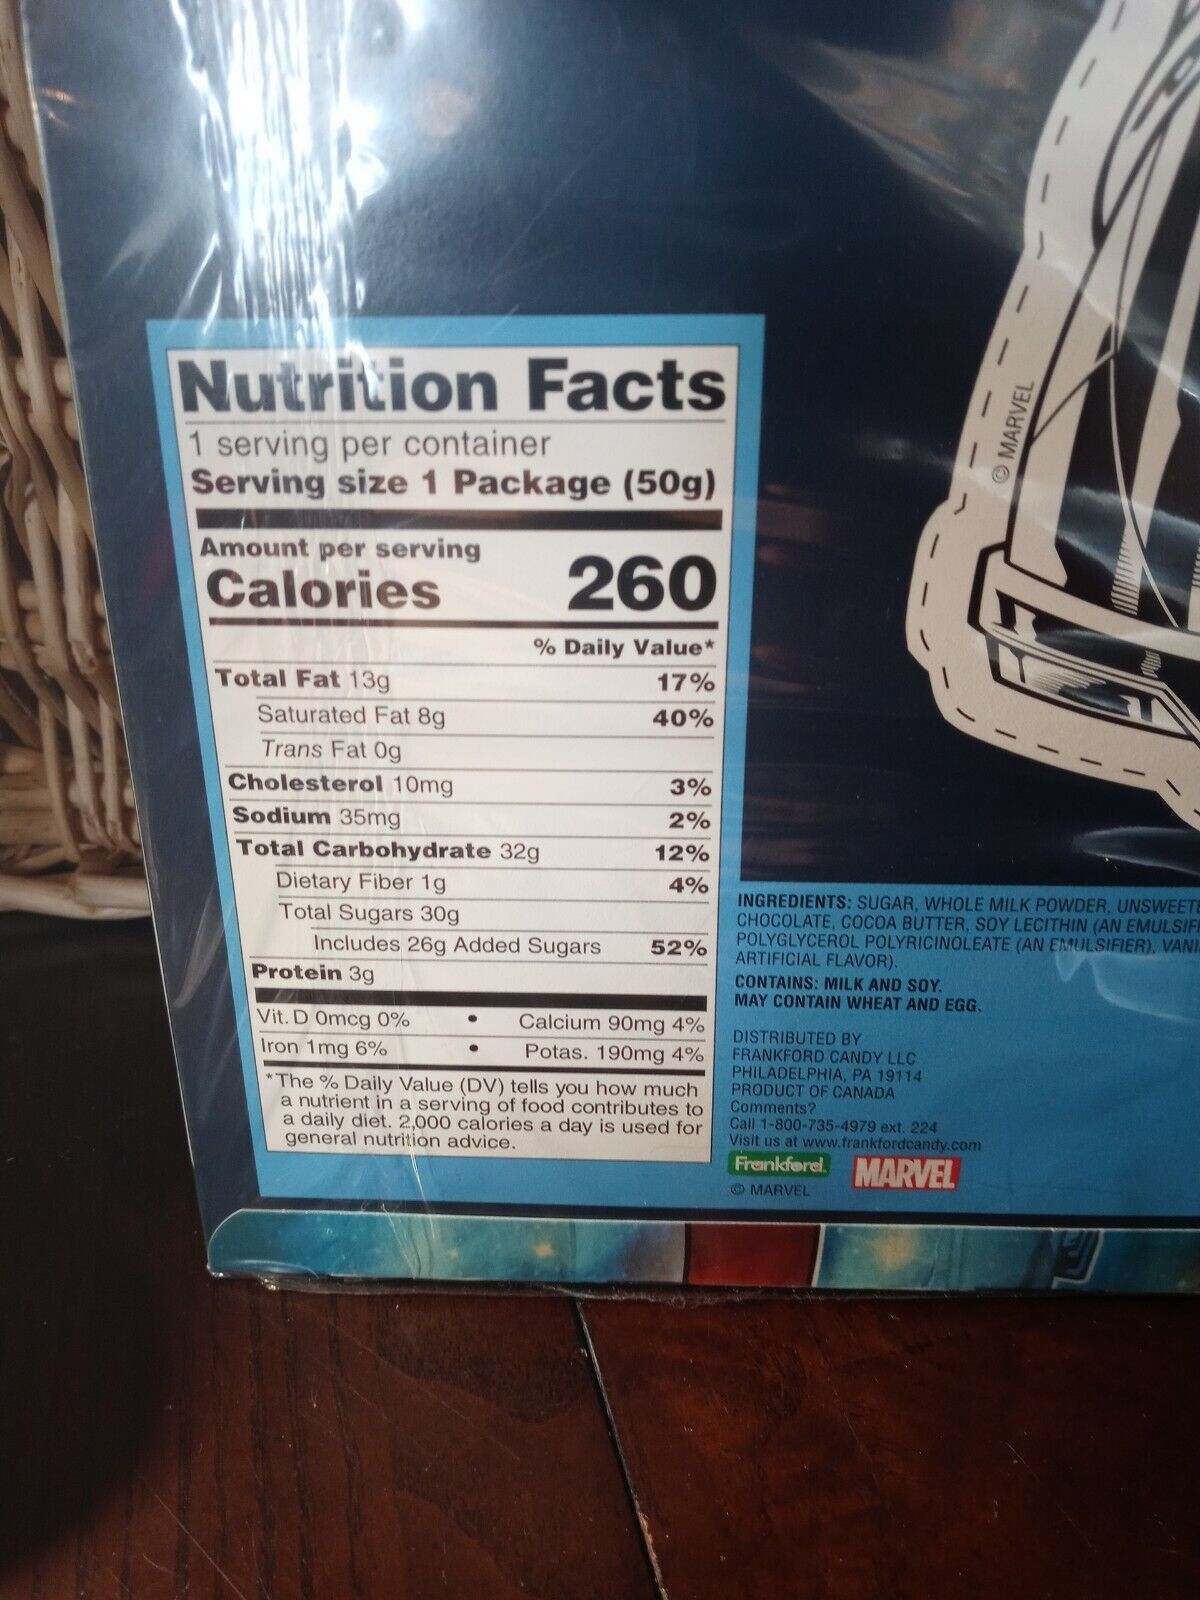 Nutrition Facts
1 serving per container
Serving size 1 Package (50g)
Amount per serving
Calories 260
% Daily Value*
Total Fat 13g 17%
Saturated Fat 8g 40%
Trans Fat 0g
Cholesterol 10mg 3%
Sodium 35mg 2%
Total Carbohydrate 32g 12%
Dietary Fiber 1g 4%
Total Sugars 30g
Includes 26g Added Sugars 52%
Protein 3g
Vit. D 0mcg 0% • Calcium 90mg 4%
Iron 1mg 6% • Potas. 190mg 4%
*The % Daily Value (DV) tells you how much
a nutrient in a serving of food contributes to
a daily diet. 2,000 calories a day is used for
general nutrition advice.
© MARVEL
INGREDIENTS: SUGAR, WHOLE MILK POWDER,
CHOCOLATE, COCOA BUTTER, SOY LECITHIN (AN
POLYGLYCEROL POLYRICINOLEATE (AN EMULSIFIER),
ARTIFICIAL FLAVOR).
CONTAINS: MILK AND SOY.
MAY CONTAIN WHEAT AND EGG.
DISTRIBUTED BY
FRANKFORD CANDY LLC
PHILADELPHIA, PA 19114
PRODUCT OF CANADA
Comments?
Call 1-800-735-4979 ext. 224
Visit us at www.frankfordcandy.com
Frankford. MARVEL
© MARVEL